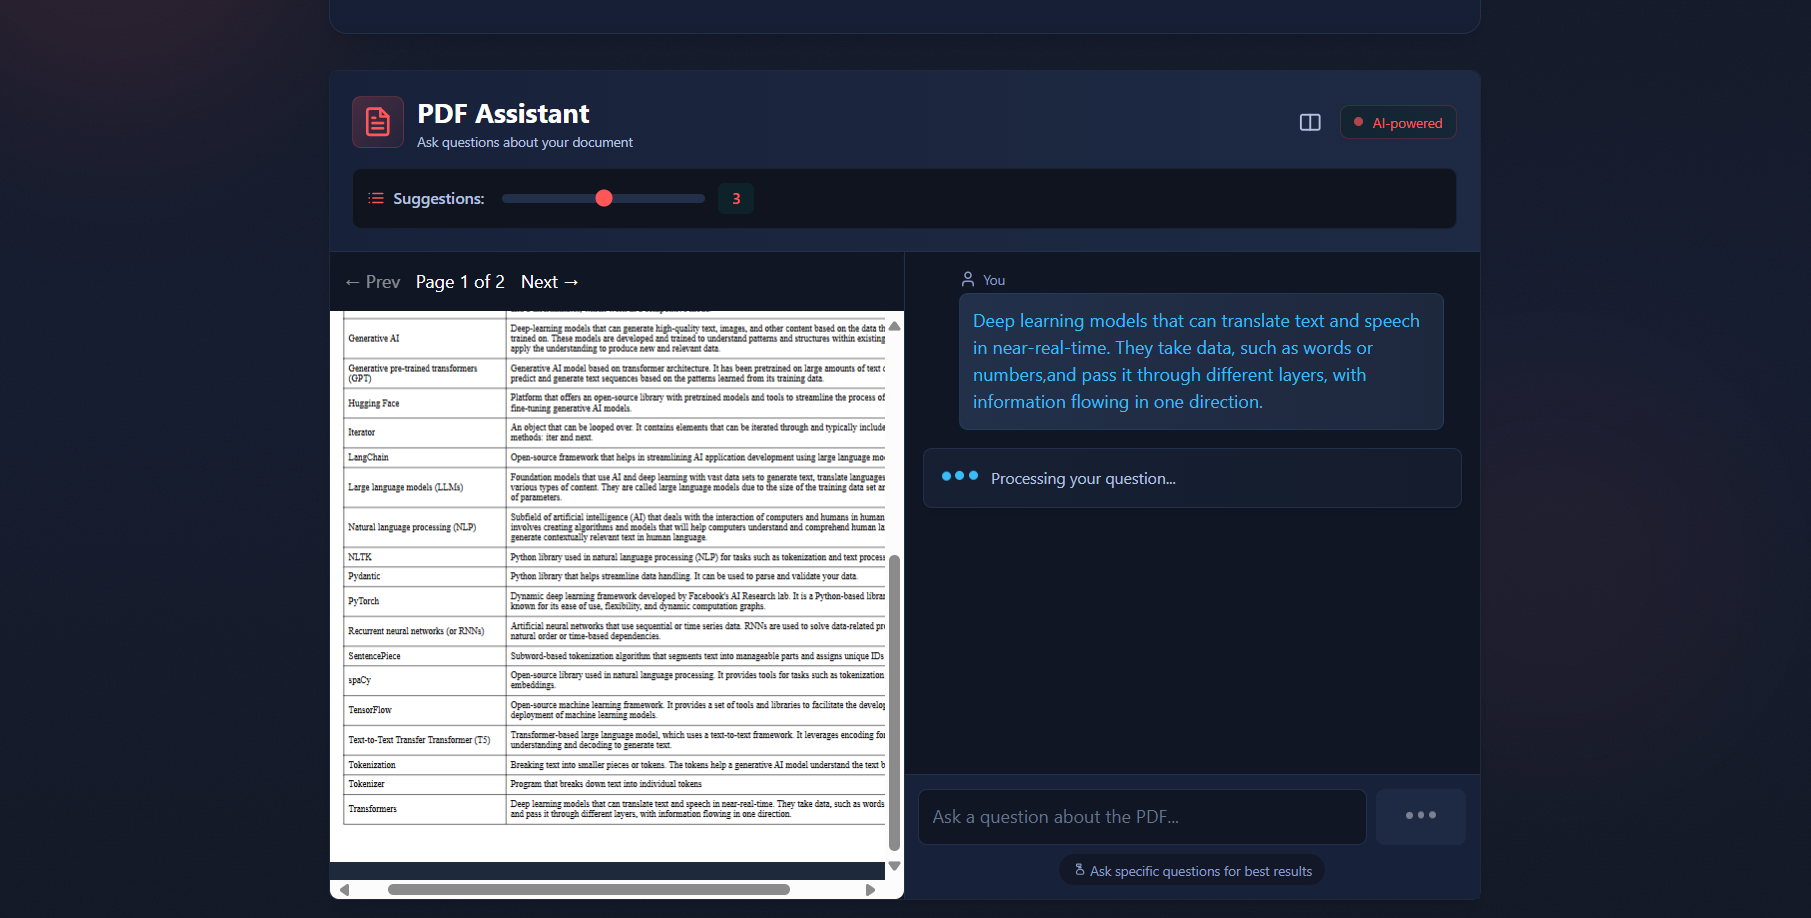 PDF Assistant
Ask questions about your document
AI-powered
Suggestions:
3
← Prev Page 1 of 2 Next →
Generative AI
Deep-learning models that can generate high-quality text, images, and other content based on the data th
trained on. These models are developed and trained to understand patterns and structures within existing
apply the understanding to produce new and relevant data.
Generative pre-trained transformers
(GPT)
Generative AI model based on transformer architecture. It has been pretrained on large amounts of text
predict and generate text sequences based on the patterns learned from its training data.
Hugging Face
Platform that offers an open-source library with pretrained models and tools to streamline the process of
fine-tuning generative AI models.
Iterator
An object that can be looped over. It contains elements that can be iterated through and typically include
methods: iter and next.
LangChain
Open-source framework that helps in streamlining AI application development using large language mo
Large language models (LLMs)
Foundation models that use AI and deep learning with vast data sets to generate text, translate languages
various types of content. They are called large language models due to the size of the training data set ar
of parameters.
Natural language processing (NLP)
Subfield of artificial intelligence (AI) that deals with the interaction of computers and humans in human
involves creating algorithms and models that will help computers understand and comprehend human la
generate contextually relevant text in human language.
NLTK
Python library used in natural language processing (NLP) for tasks such as tokenization and text process
Pydantic
Python library that helps streamline data handling. It can be used to parse and validate your data.
PyTorch
Dynamic deep learning framework developed by Facebook's AI Research lab. It is a Python-based librar
known for its ease of use, flexibility, and dynamic computation graphs.
Recurrent neural networks (or RNNs)
Artificial neural networks that use sequential or time series data. RNNs are used to solve data-related pr
natural order or time-based dependencies.
SentencePiece
Subword-based tokenization algorithm that segments text into manageable parts and assigns unique IDs
spaCy
Open-source library used in natural language processing. It provides tools for tasks such as tokenization
embeddings.
TensorFlow
Open-source machine learning framework. It provides a set of tools and libraries to facilitate the develop
deployment of machine learning models.
Text-to-Text Transfer Transformer (T5)
Transformer-based large language model, which uses a text-to-text framework. It leverages encoding for
understanding and decoding to generate text.
Tokenization
Breaking text into smaller pieces or tokens. The tokens help a generative AI model understand the text b
Tokenizer
Program that breaks down text into individual tokens
Transformers
Deep learning models that can translate text and speech in near-real-time. They take data, such as words
and pass it through different layers, with information flowing in one direction.
You
Deep learning models that can translate text and speech
in near-real-time. They take data, such as words or
numbers,and pass it through different layers, with
information flowing in one direction.
Processing your question...
Ask a question about the PDF...
Ask specific questions for best results